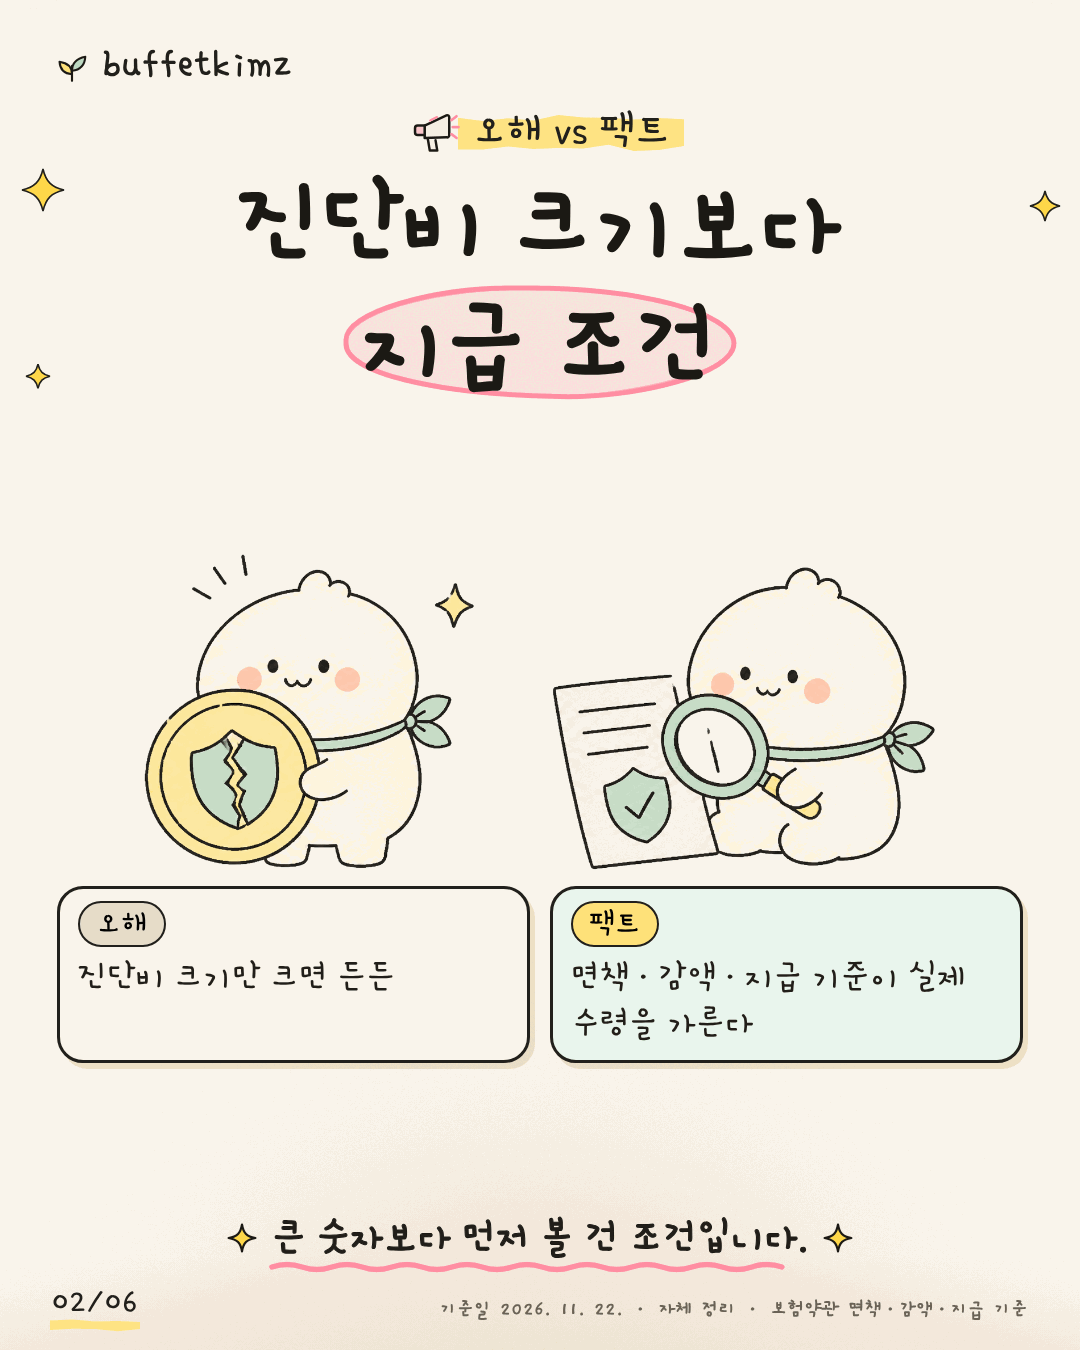 buffetkimz
오해 vs 팩트
진단비 크기보다
지급 조건
오해
진단비 크기만 크면 든든
팩트
면책·감액·지급 기준이 실제
수령을 가른다
큰 숫자보다 먼저 볼 건 조건입니다.
02/06
기준일 2026. 11. 22. · 자체 정리 · 보험약관 면책·감액·지급 기준